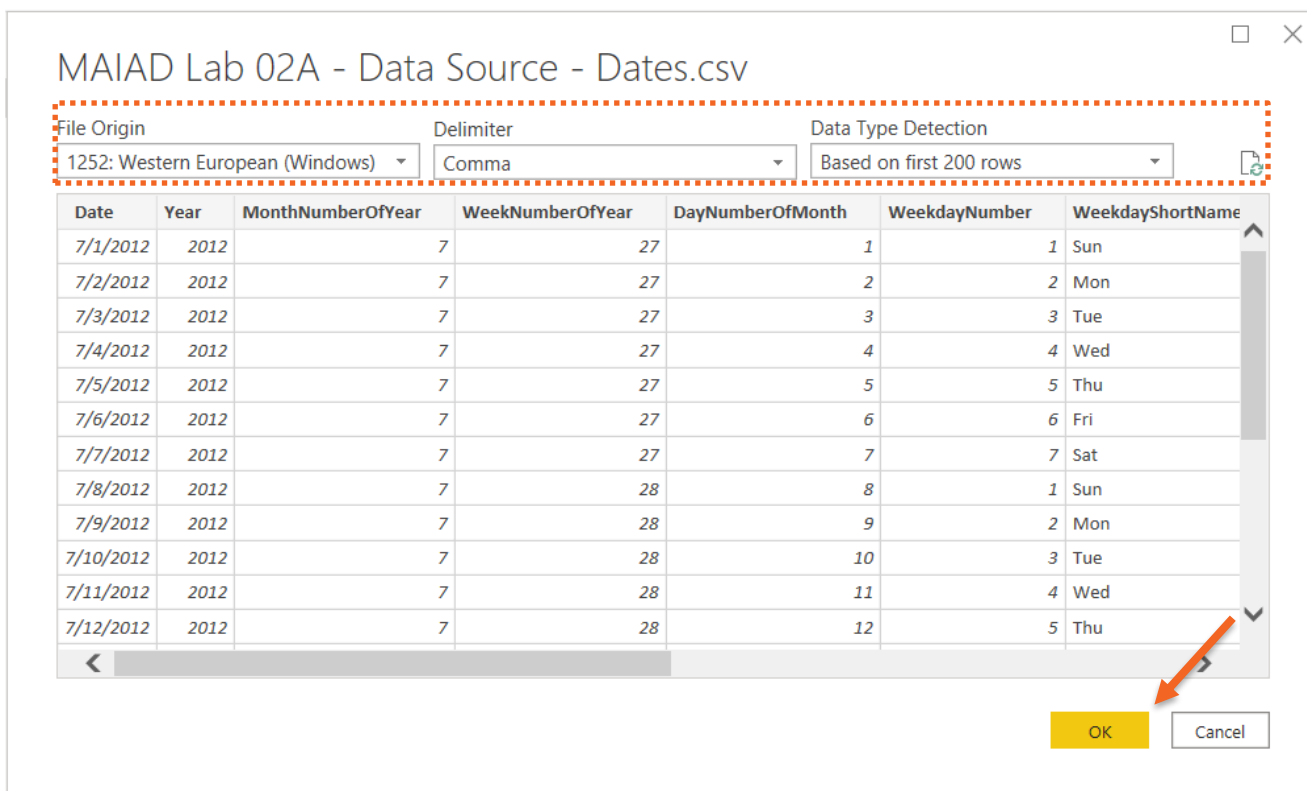 MAIAD Lab 02A - Data Source - Dates.csv
File Origin Delimiter Data Type Detection
1252: Western European (Windows) Comma Based on first 200 rows
Date Year MonthNumberOfYear WeekNumberOfYear DayNumberOfMonth WeekdayNumber WeekdayShortName
7/1/2012 2012 7 27 1 1 Sun
7/2/2012 2012 7 27 2 2 Mon
7/3/2012 2012 7 27 3 3 Tue
7/4/2012 2012 7 27 4 4 Wed
7/5/2012 2012 7 27 5 5 Thu
7/6/2012 2012 7 27 6 6 Fri
7/7/2012 2012 7 27 7 7 Sat
7/8/2012 2012 7 28 8 1 Sun
7/9/2012 2012 7 28 9 2 Mon
7/10/2012 2012 7 28 10 3 Tue
7/11/2012 2012 7 28 11 4 Wed
7/12/2012 2012 7 28 12 5 Thu
OK Cancel